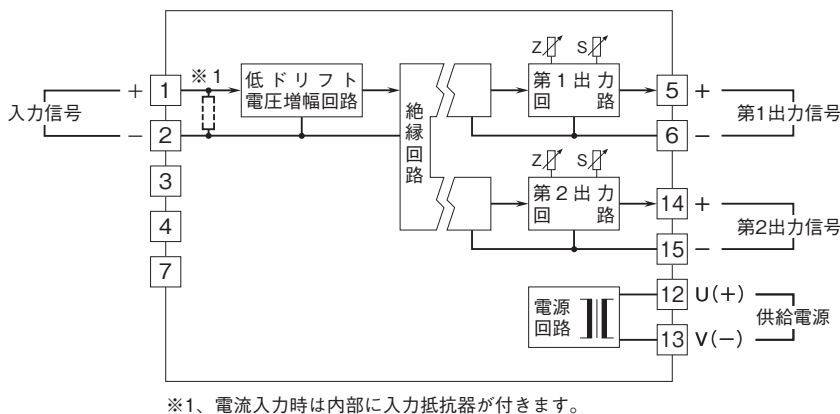 ※1
低ドリフト
電圧増幅回路
絶縁回路
Z
S
第1出力
回路
Z
S
第2出力
回路
電源
回路
入力信号
+
1
−
2
3
4
7
5
+
6
−
第1出力信号
14
+
15
−
第2出力信号
12
U(+)
13
V(−)
供給電源
※1、電流入力時は内部に入力抵抗器が付きます。